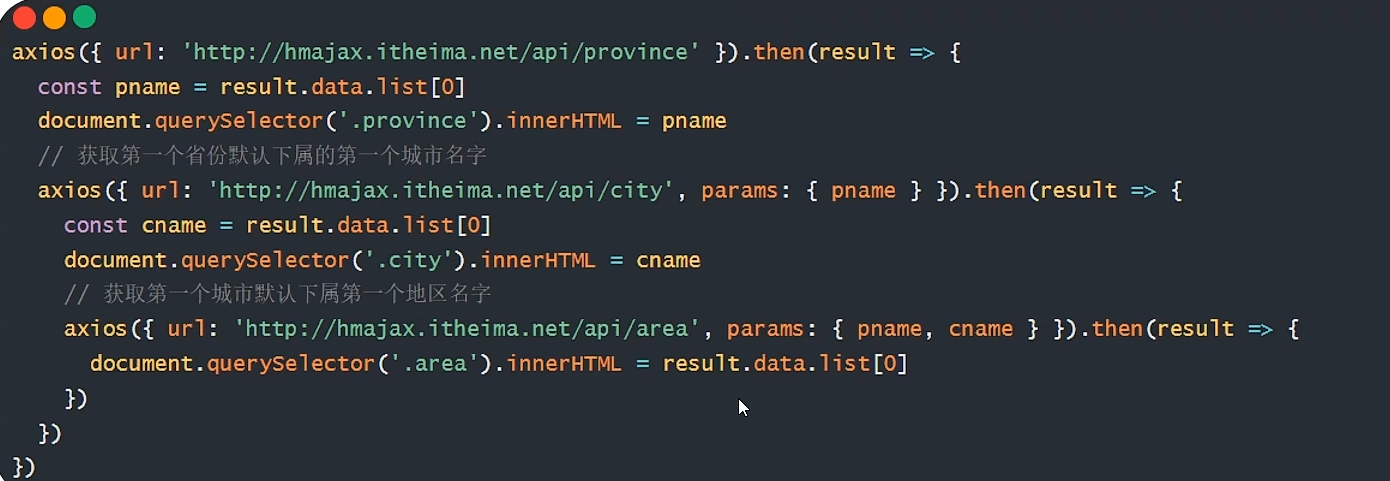 axios({ url: 'http://hmajax.itheima.net/api/province' }).then(result => {
  const pname = result.data.list[0]
  document.querySelector('.province').innerHTML = pname
  // 获取第一个省份默认下属的第一个城市名字
  axios({ url: 'http://hmajax.itheima.net/api/city', params: { pname } }).then(result => {
    const cname = result.data.list[0]
    document.querySelector('.city').innerHTML = cname
    // 获取第一个城市默认下属第一个地区名字
    axios({ url: 'http://hmajax.itheima.net/api/area', params: { pname, cname } }).then(result => {
      document.querySelector('.area').innerHTML = result.data.list[0]
    })
  })
})